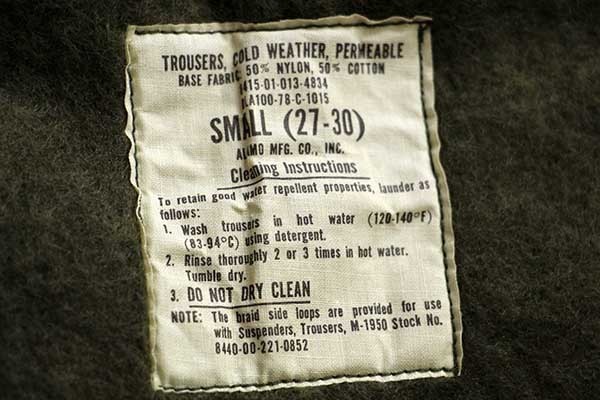 TROUSERS, COLD WEATHER, PERMEABLE
BASE FABRIC 50% NYLON, 50% COTTON
8415-01-013-4834
DLA100-78-C-1015
SMALL (27-30)
ALAMO MFG. CO., INC.
Cleaning Instructions
To retain good water repellent properties, launder as
follows:
1. Wash trousers in hot water (120-140°F)
(83-94°C) using detergent.
2. Rinse thoroughly 2 or 3 times in hot water.
Tumble dry.
3. DO NOT DRY CLEAN
NOTE: The braid side loops are provided for use
with Suspenders, Trousers, M-1950 Stock No.
8440-00-221-0852